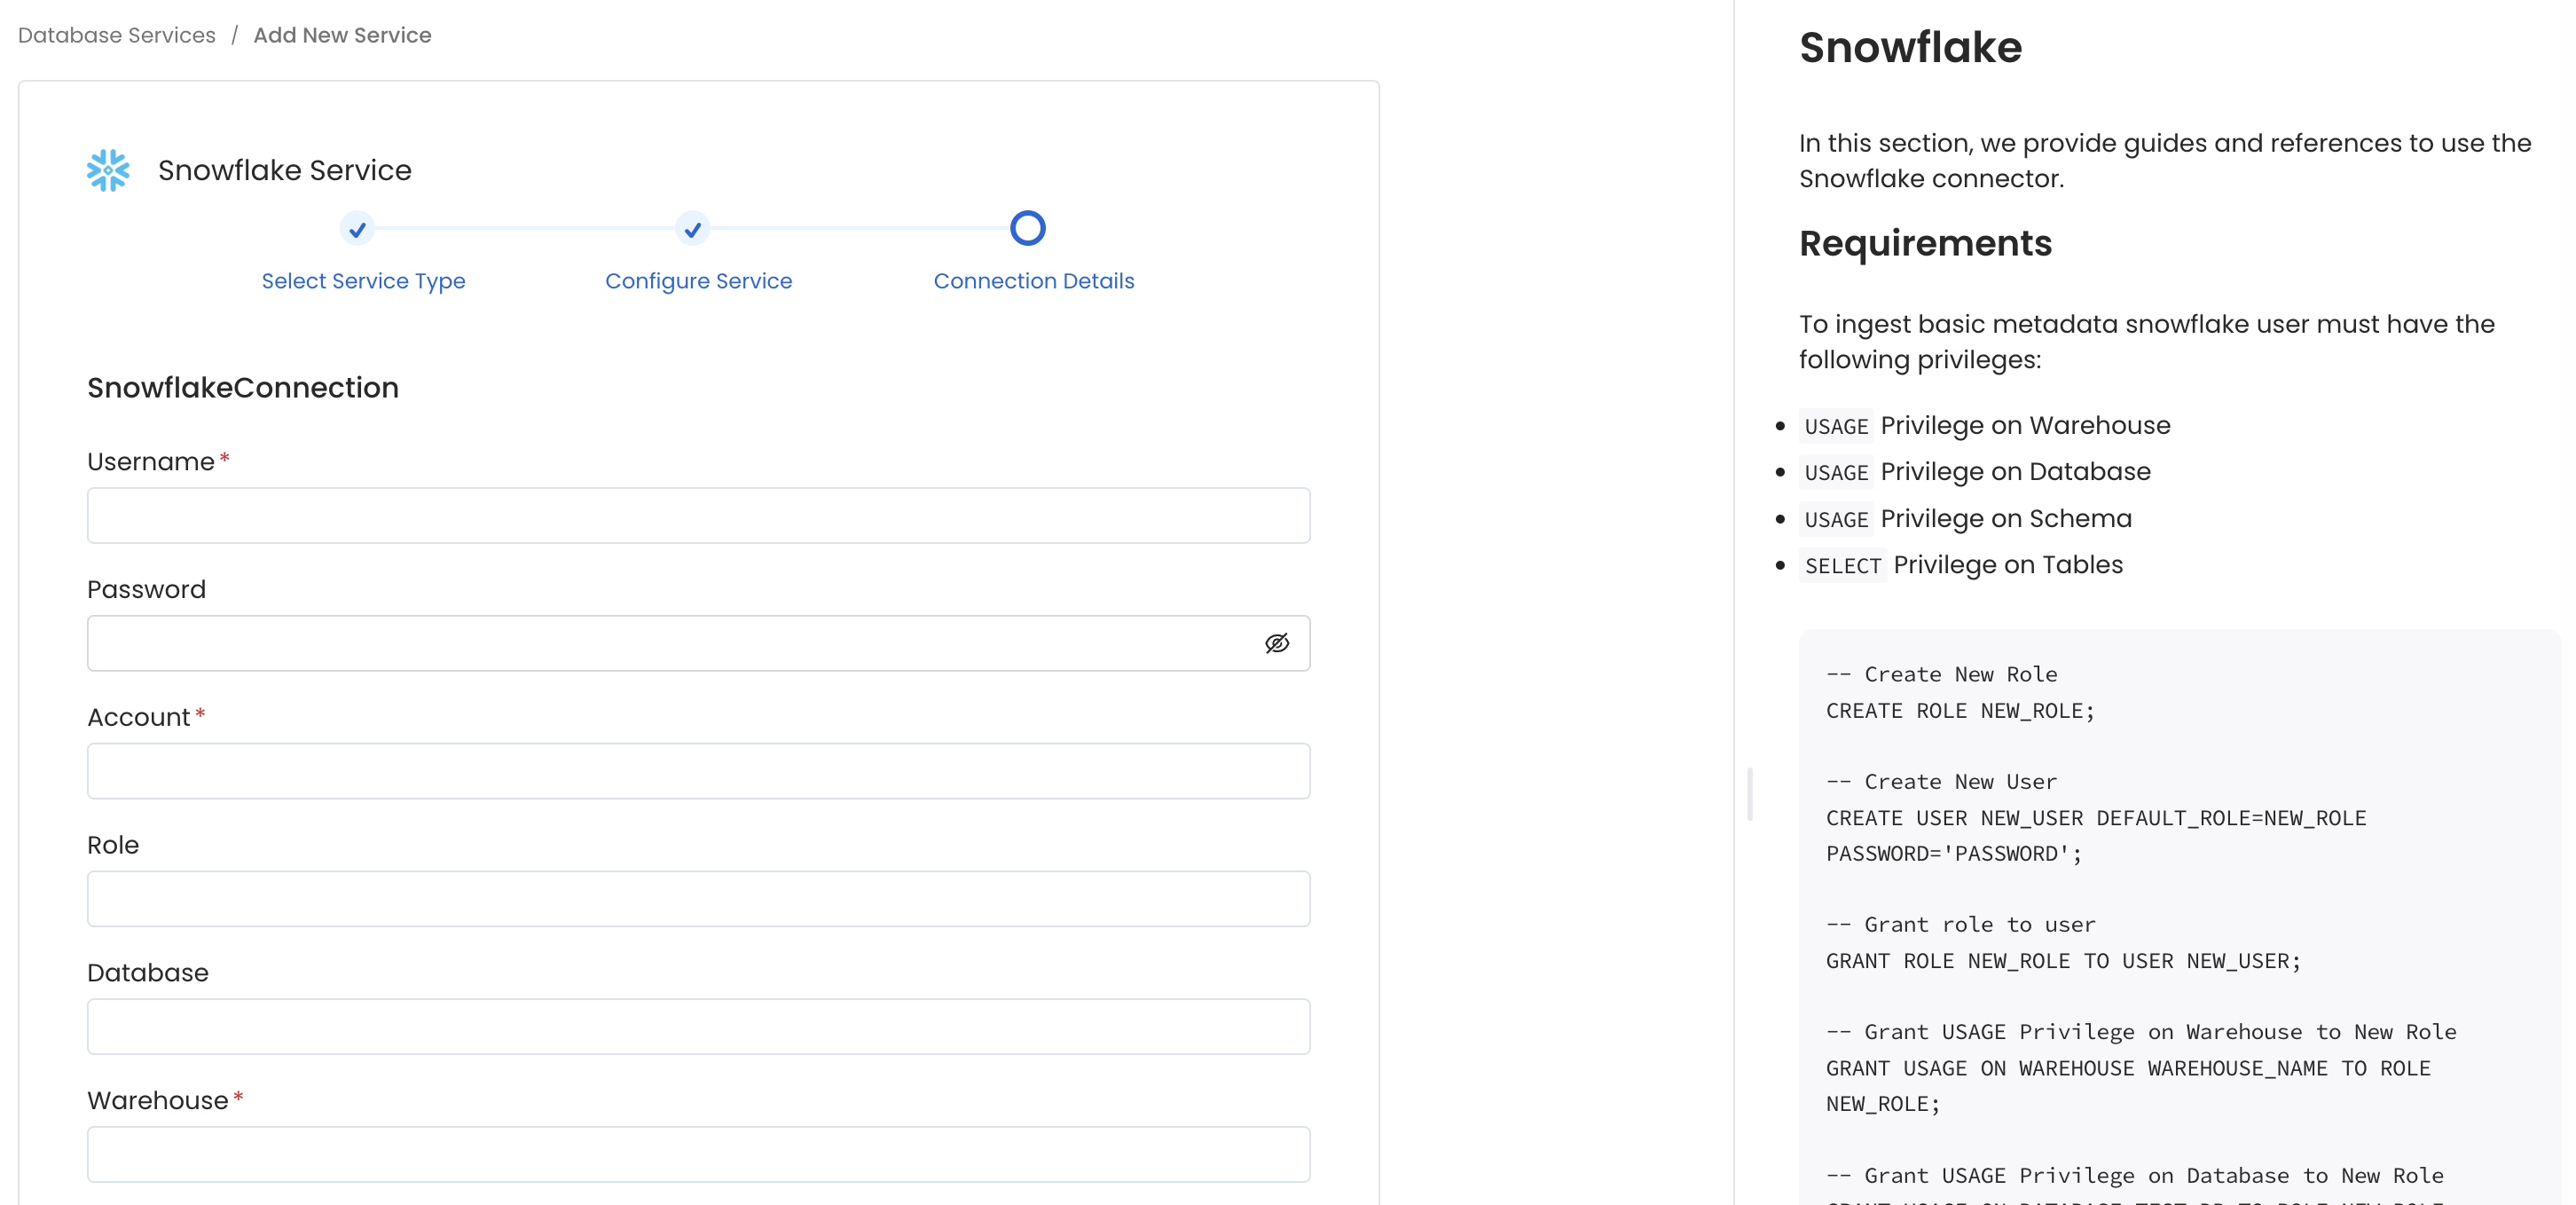 Database Services / Add New Service
Snowflake Service
Select Service Type
Configure Service
Connection Details
SnowflakeConnection
Username*
Password
Account*
Role
Database
Warehouse*
Snowflake
In this section, we provide guides and references to use the
Snowflake connector.
Requirements
To ingest basic metadata snowflake user must have the
following privileges:
USAGE Privilege on Warehouse
USAGE Privilege on Database
USAGE Privilege on Schema
SELECT Privilege on Tables
-- Create New Role
CREATE ROLE NEW_ROLE;
-- Create New User
CREATE USER NEW_USER DEFAULT_ROLE=NEW_ROLE
PASSWORD='PASSWORD';
-- Grant role to user
GRANT ROLE NEW_ROLE TO USER NEW_USER;
-- Grant USAGE Privilege on Warehouse to New Role
GRANT USAGE ON WAREHOUSE WAREHOUSE_NAME TO ROLE
NEW_ROLE;
-- Grant USAGE Privilege on Database to New Role